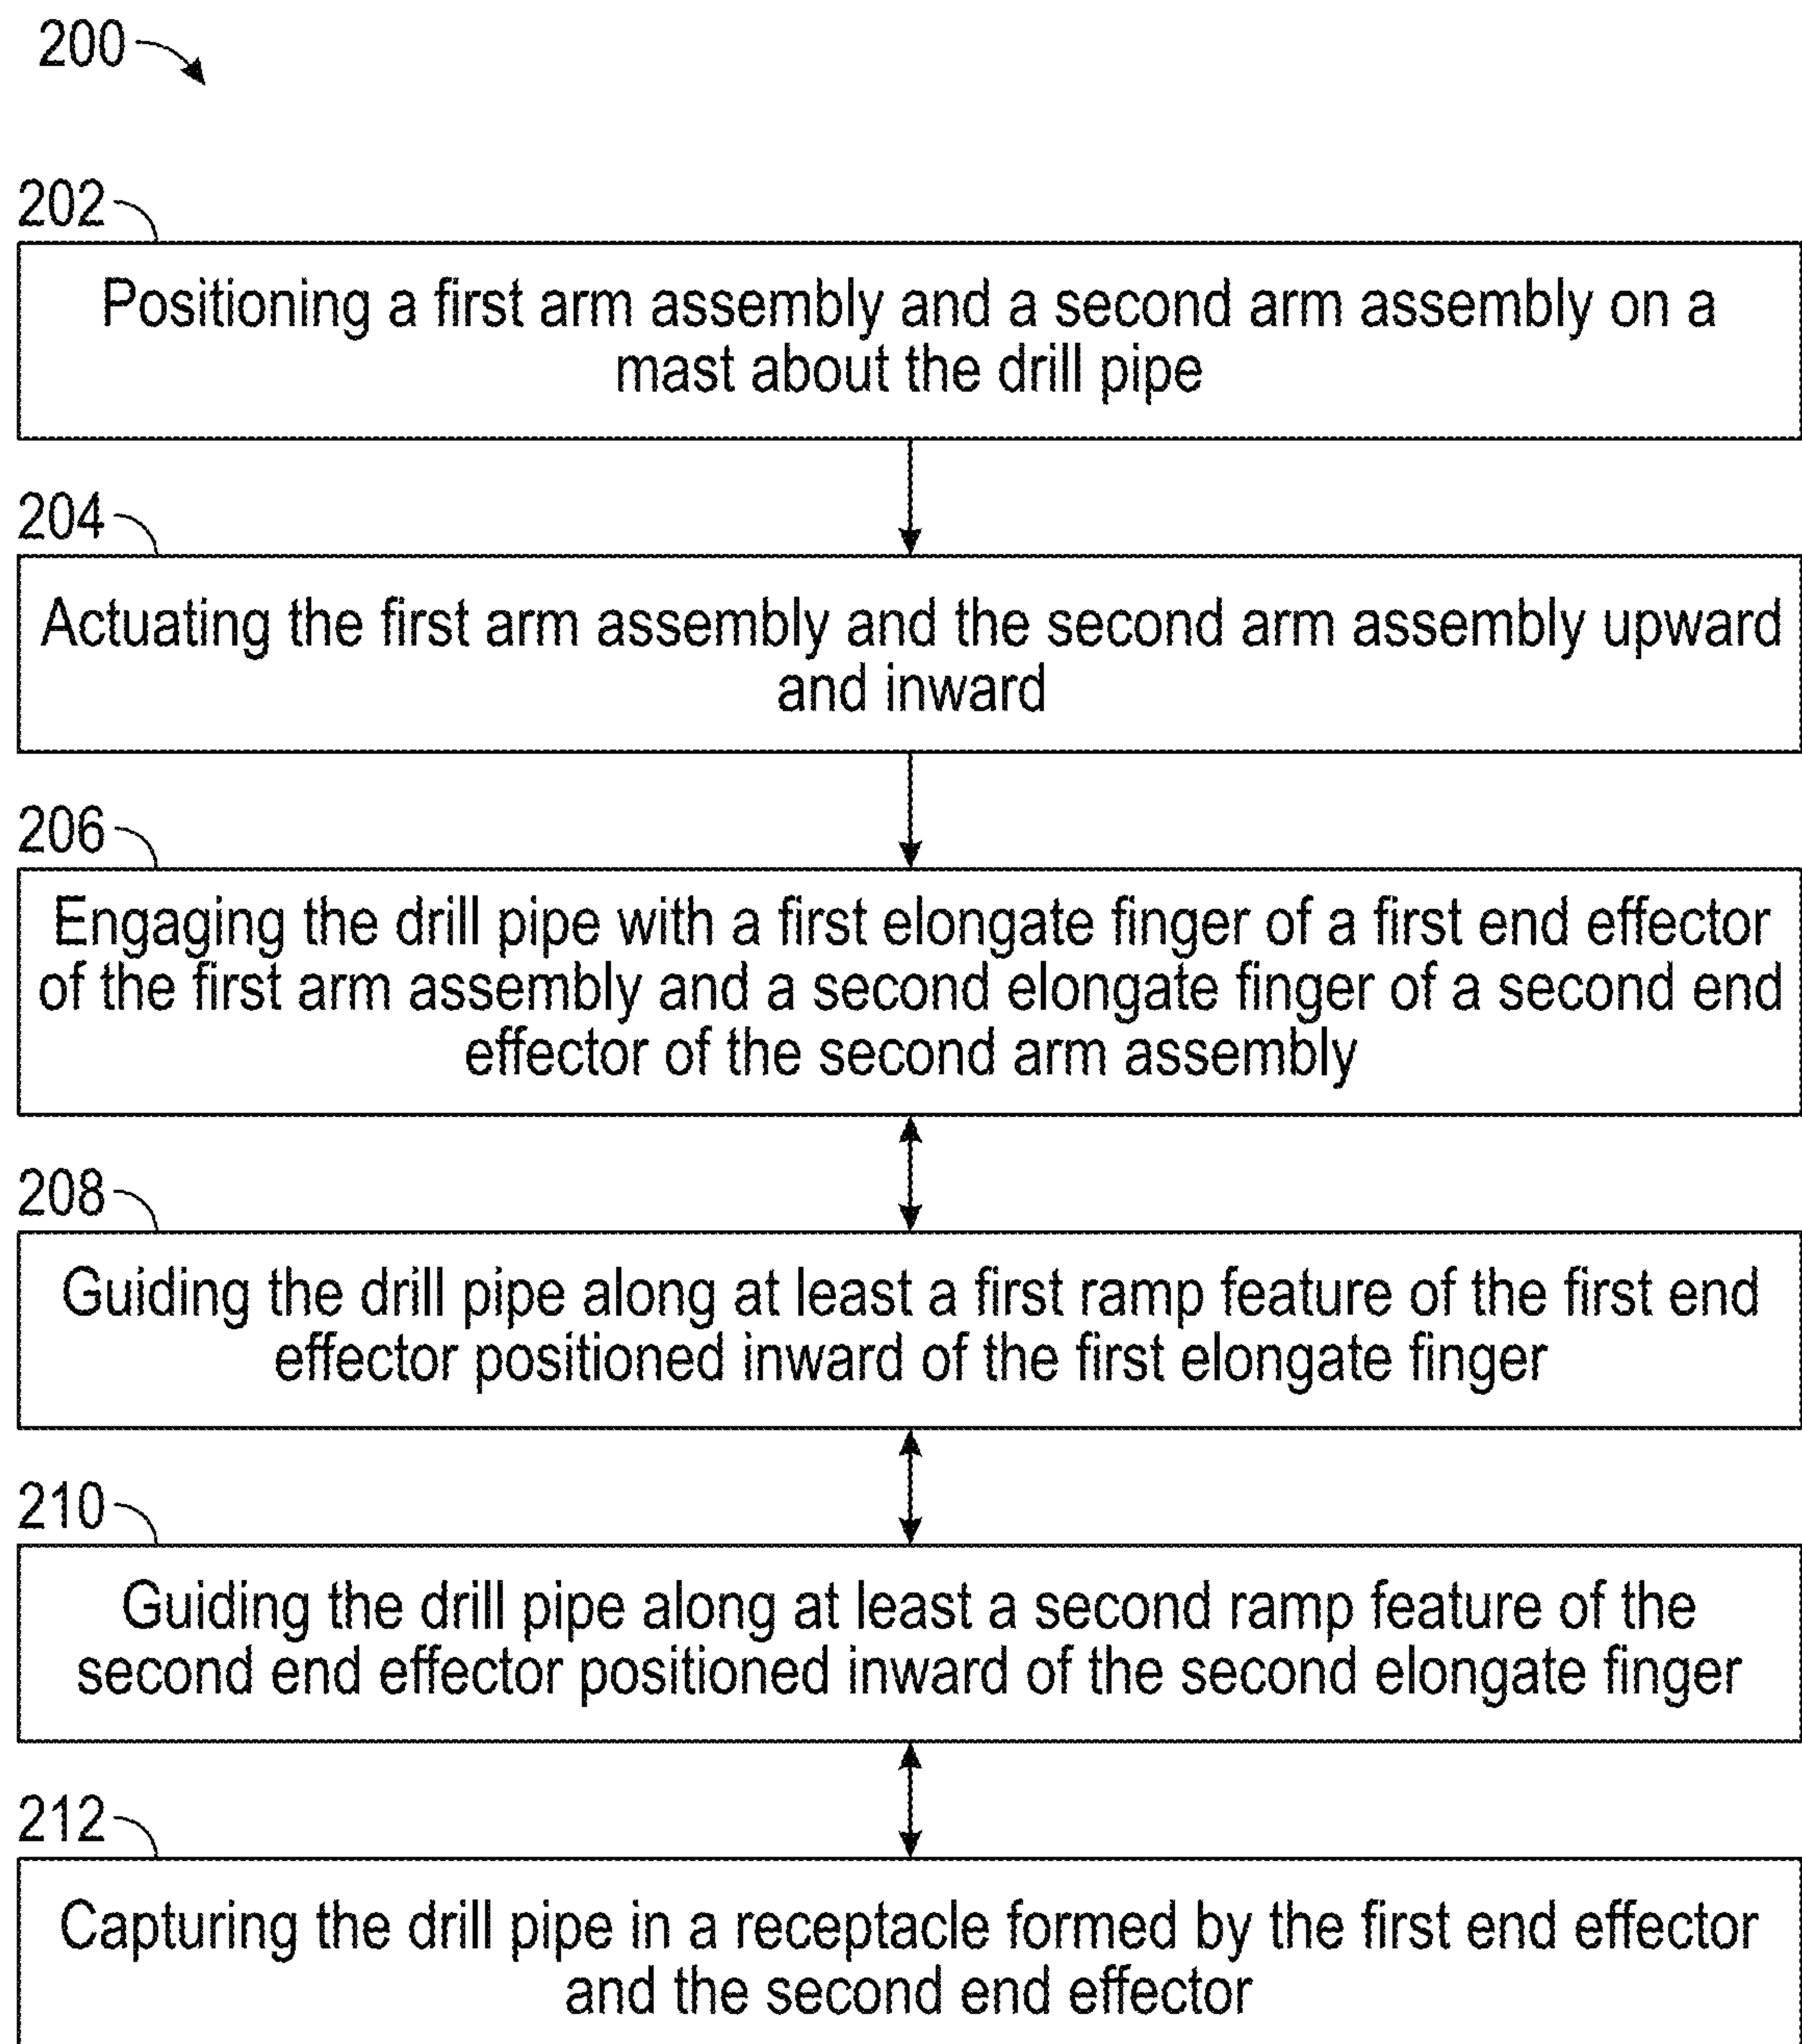 200
202
Positioning a first arm assembly and a second arm assembly on a
mast about the drill pipe
204
Actuating the first arm assembly and the second arm assembly upward
and inward
206
Engaging the drill pipe with a first elongate finger of a first end effector
of the first arm assembly and a second elongate finger of a second end
effector of the second arm assembly
208
Guiding the drill pipe along at least a first ramp feature of the first end
effector positioned inward of the first elongate finger
210
Guiding the drill pipe along at least a second ramp feature of the
second end effector positioned inward of the second elongate finger
212
Capturing the drill pipe in a receptacle formed by the first end effector
and the second end effector